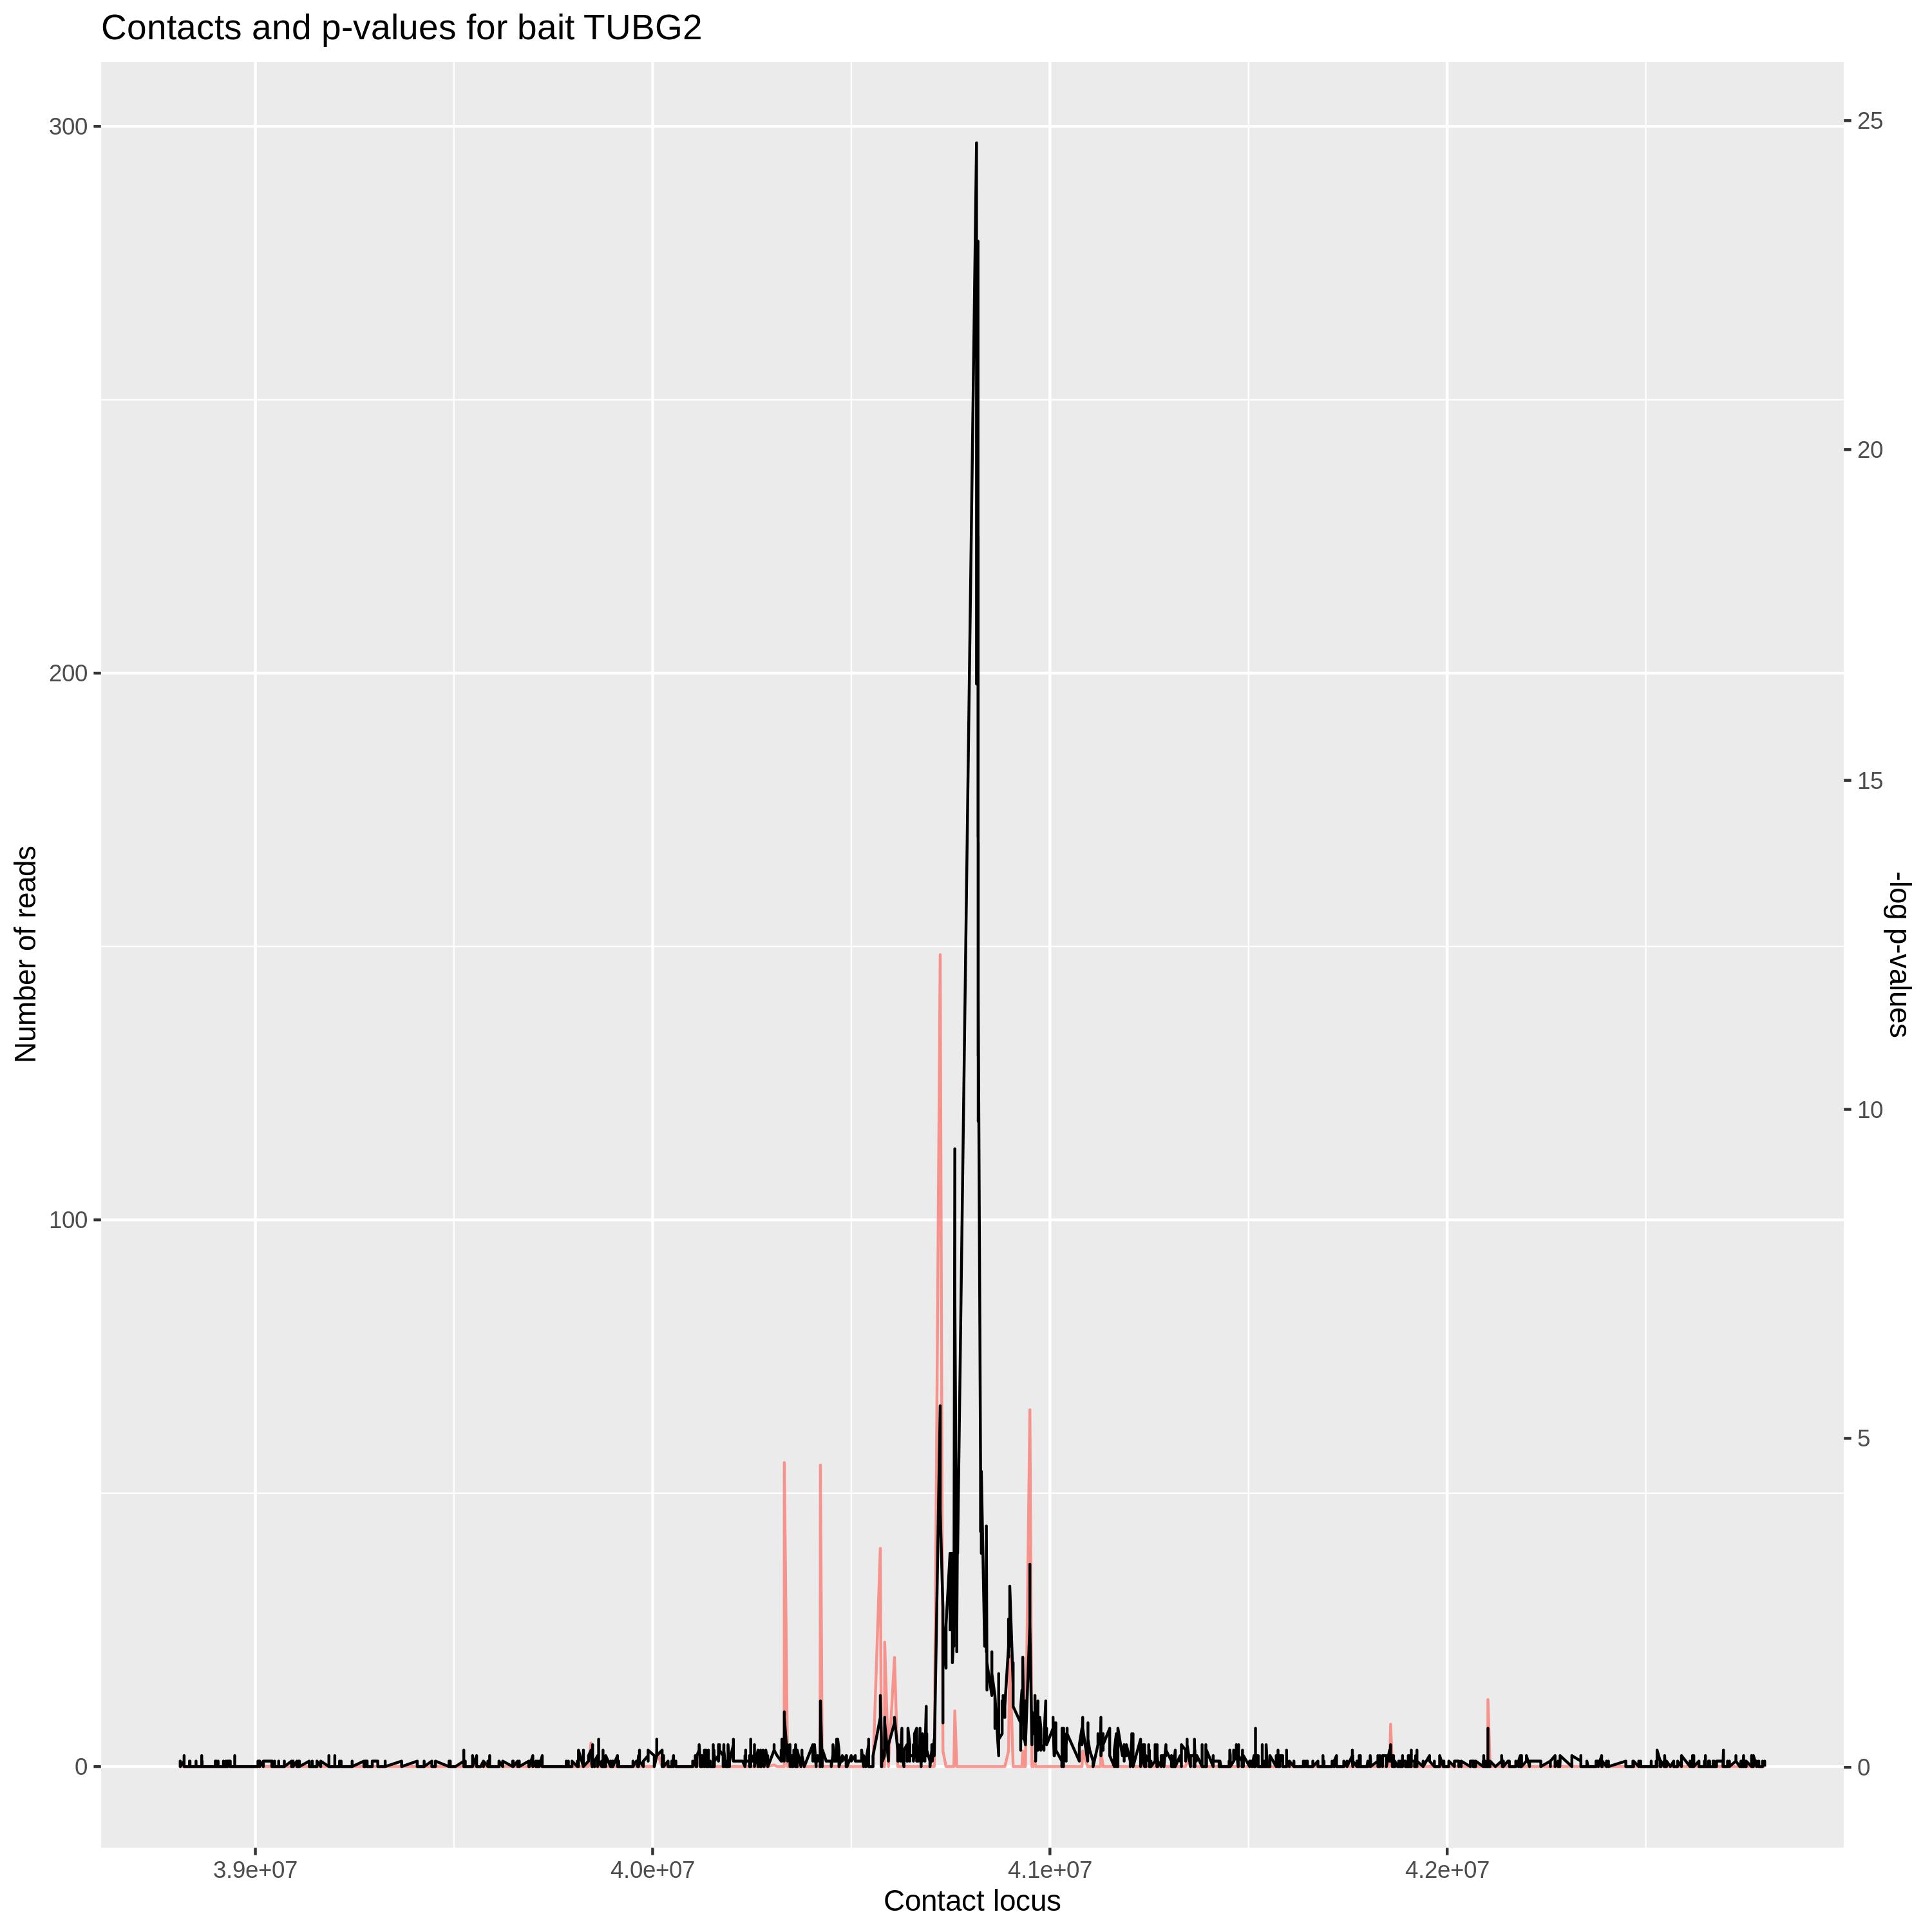 Contacts and p-values for bait TUBG2
300
200
100
0
Number of reads
25
20
15
10
5
0
-log p-values
3.9e+07
4.0e+07
4.1e+07
4.2e+07
Contact locus